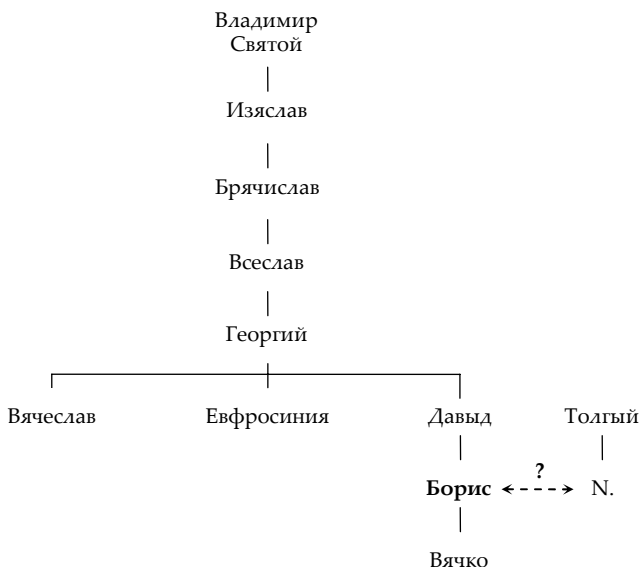 Владимир
Святой
Изяслав
Брячислав
Всеслав
Георгий
Вячеслав Евфросиния Давыд Толгый
?
Борис N.
Вячко